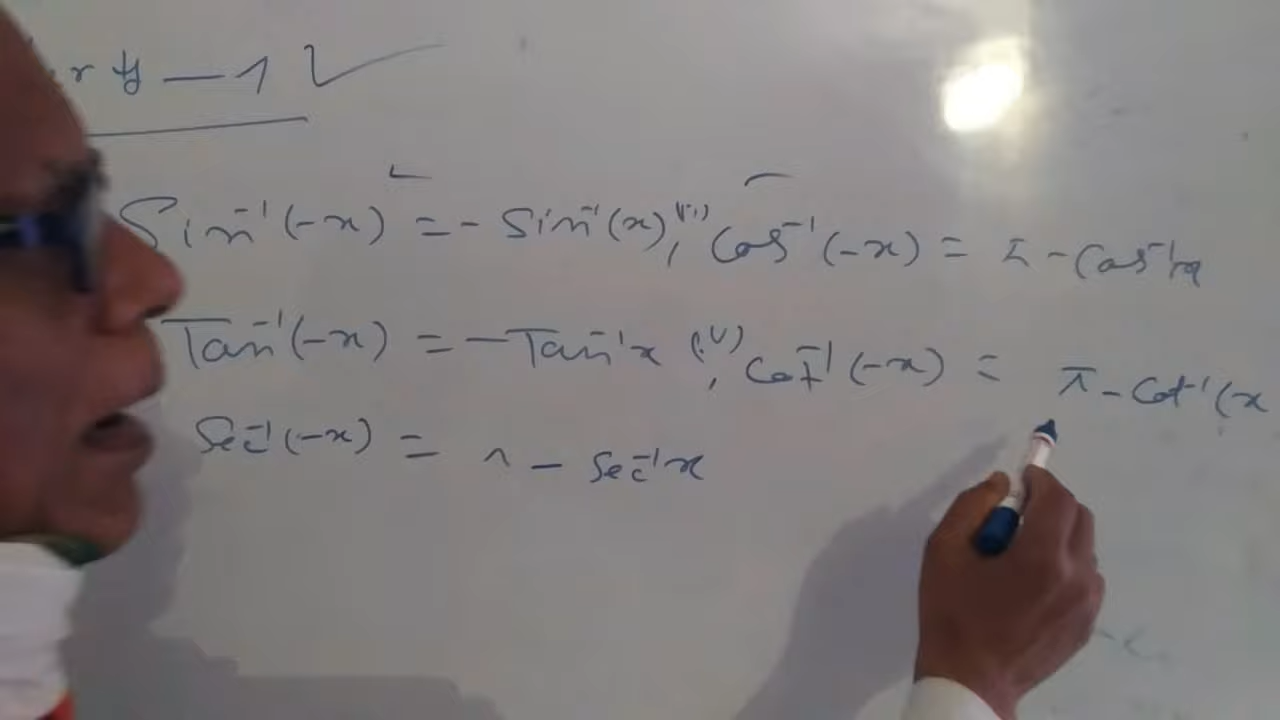 rty — 1 ✓
Sin⁻¹(-x) = - Sin⁻¹(x), (ii) Cos⁻¹(-x) = π - Cos⁻¹x
Tan⁻¹(-x) = - Tan⁻¹x (iv), Cot⁻¹(-x) = π - Cot⁻¹(x
Sec⁻¹(-x) = π - Sec⁻¹x